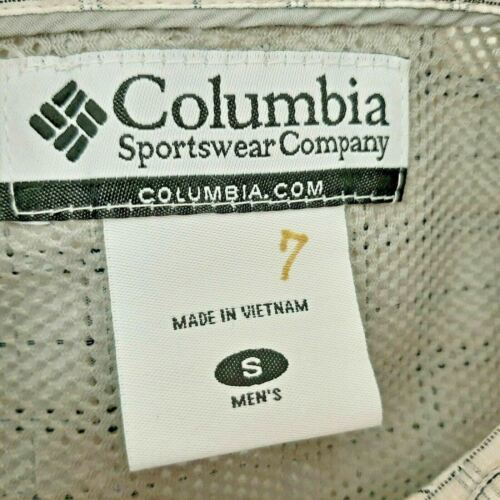 Columbia
Sportswear Company
COLUMBIA.COM
7
MADE IN VIETNAM
S
MEN'S